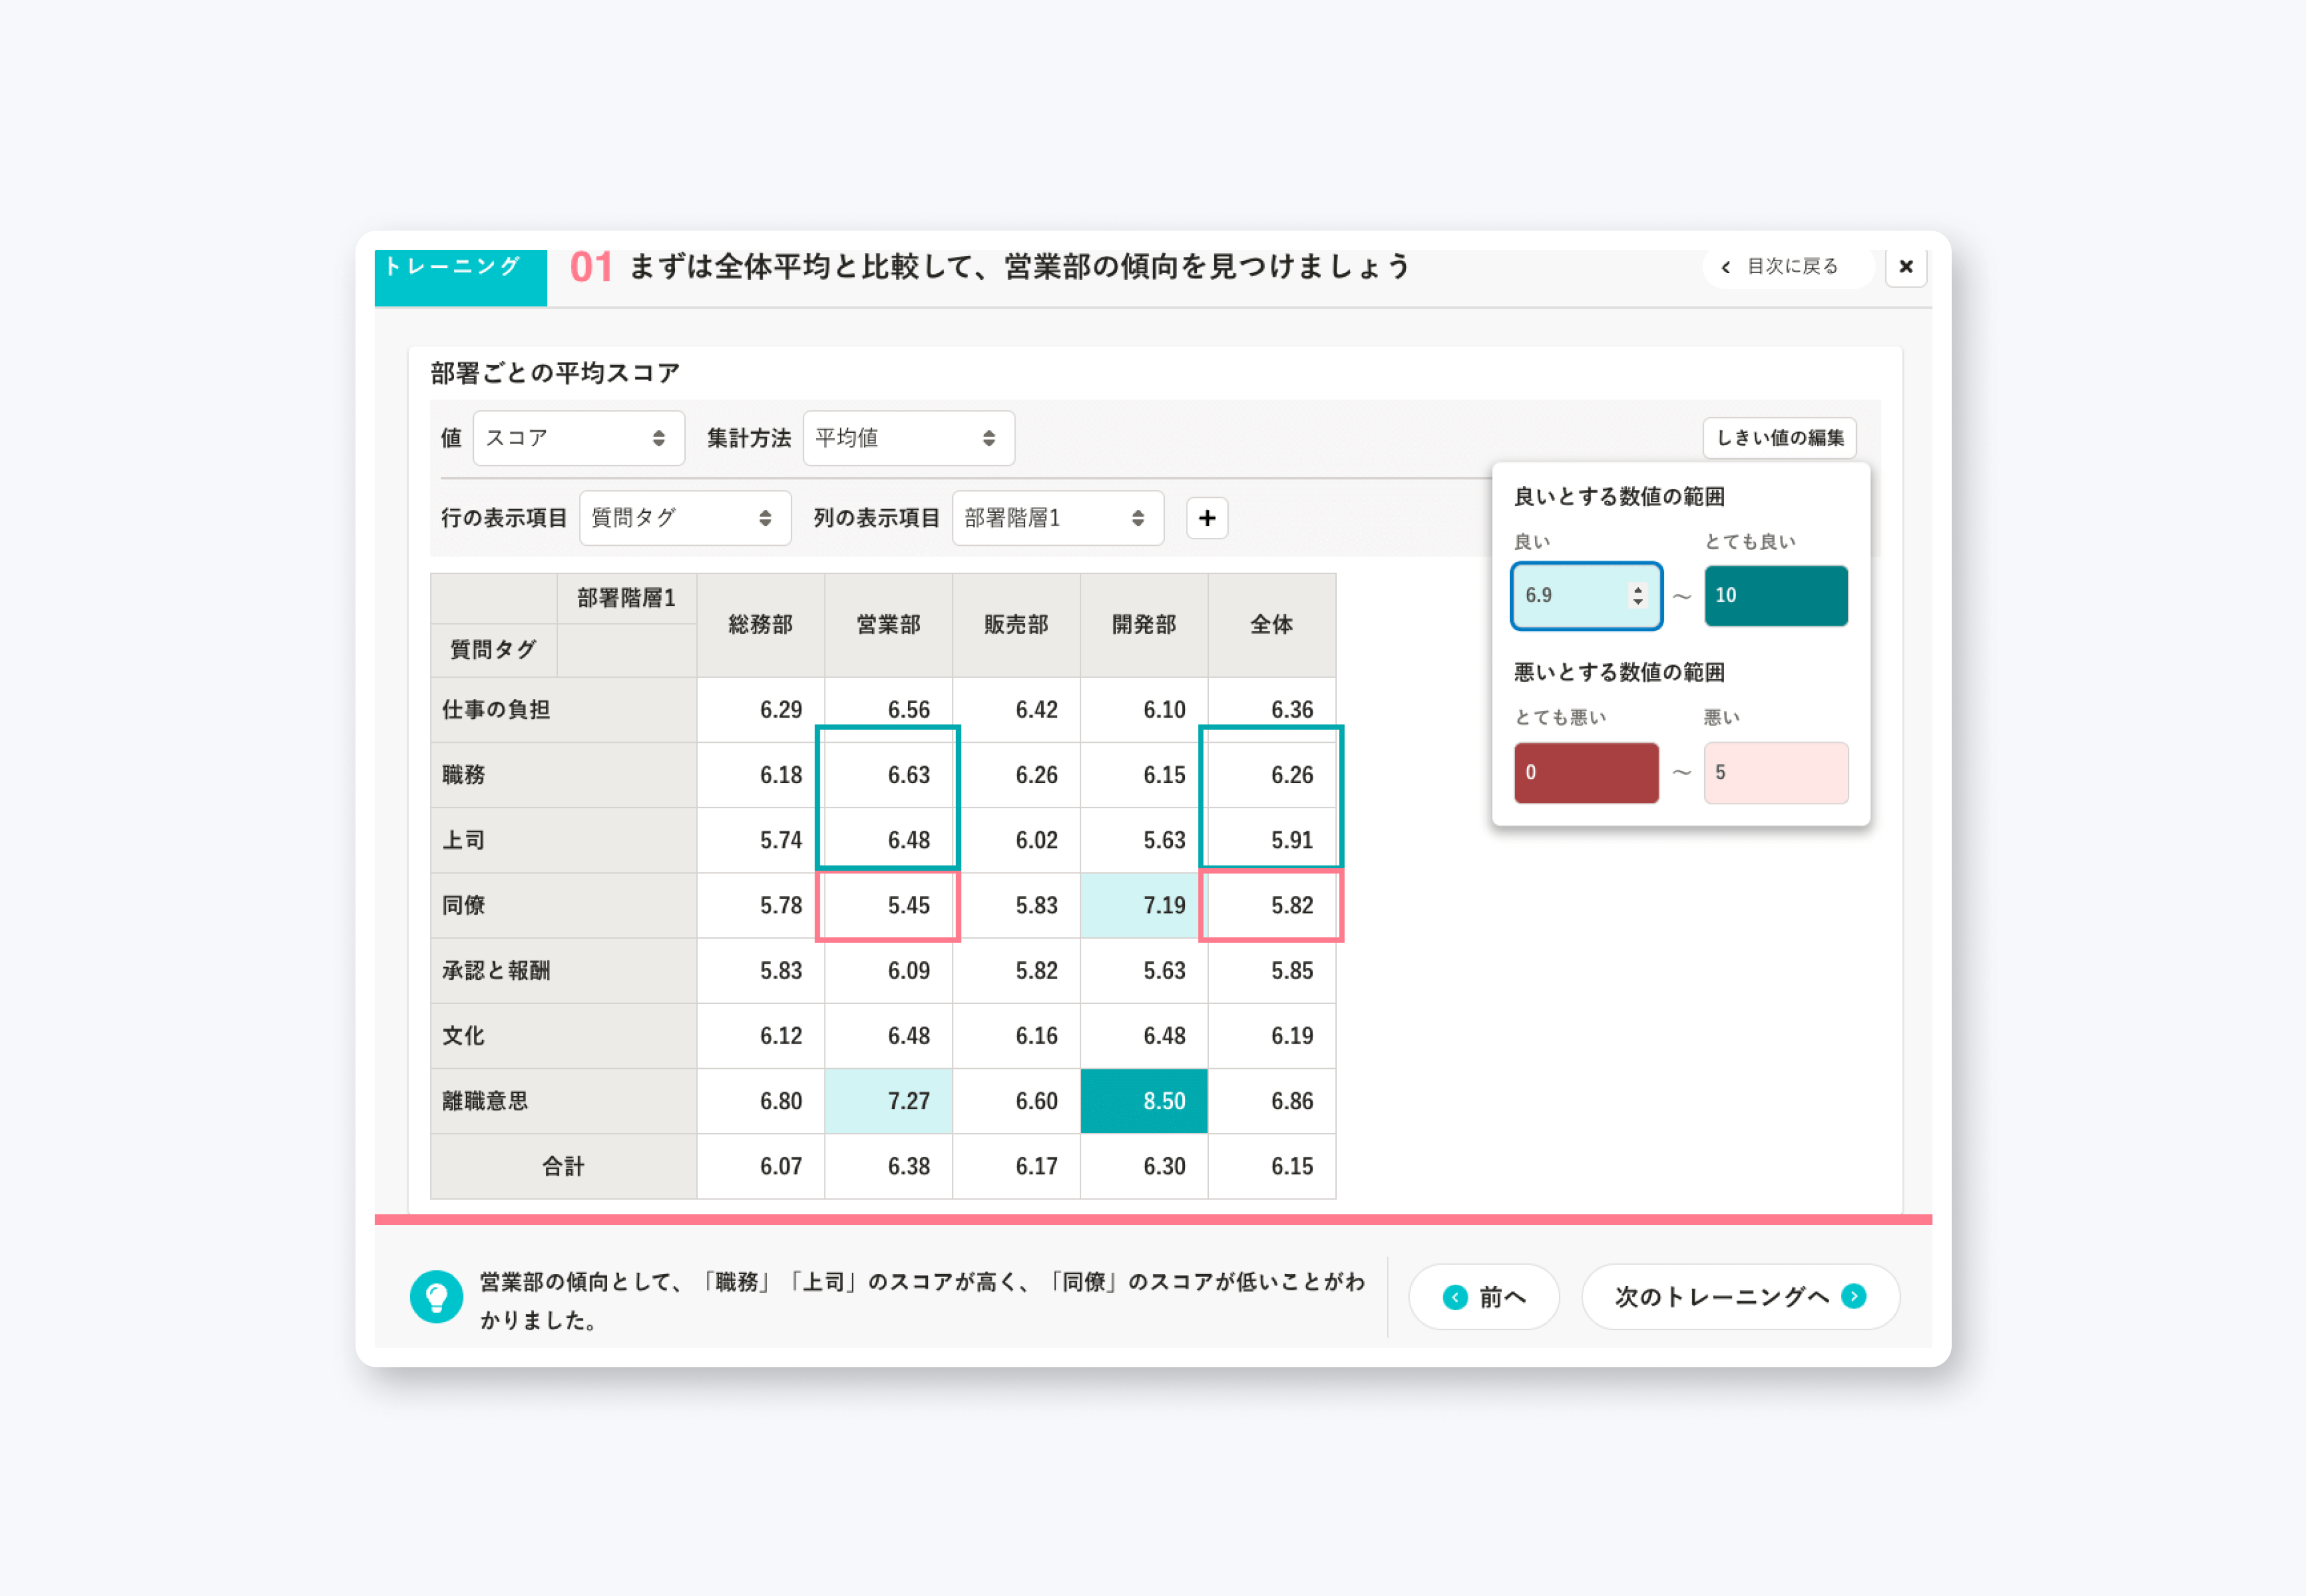 トレーニング
01 まずは全体平均と比較して、営業部の傾向を見つけましょう
目次に戻る
部署ごとの平均スコア
値 スコア 集計方法 平均値 しきい値の編集
行の表示項目 質問タグ 列の表示項目 部署階層1
良いとする数値の範囲
良い とても良い
6.9 ～ 10
悪いとする数値の範囲
とても悪い 悪い
0 ～ 5
部署階層1 総務部 営業部 販売部 開発部 全体
質問タグ
仕事の負担 6.29 6.56 6.42 6.10 6.36
職務 6.18 6.63 6.26 6.15 6.26
上司 5.74 6.48 6.02 5.63 5.91
同僚 5.78 5.45 5.83 7.19 5.82
承認と報酬 5.83 6.09 5.82 5.63 5.85
文化 6.12 6.48 6.16 6.48 6.19
離職意思 6.80 7.27 6.60 8.50 6.86
合計 6.07 6.38 6.17 6.30 6.15
営業部の傾向として、「職務」「上司」のスコアが高く、「同僚」のスコアが低いことがわ
かりました。
前へ
次のトレーニングへ